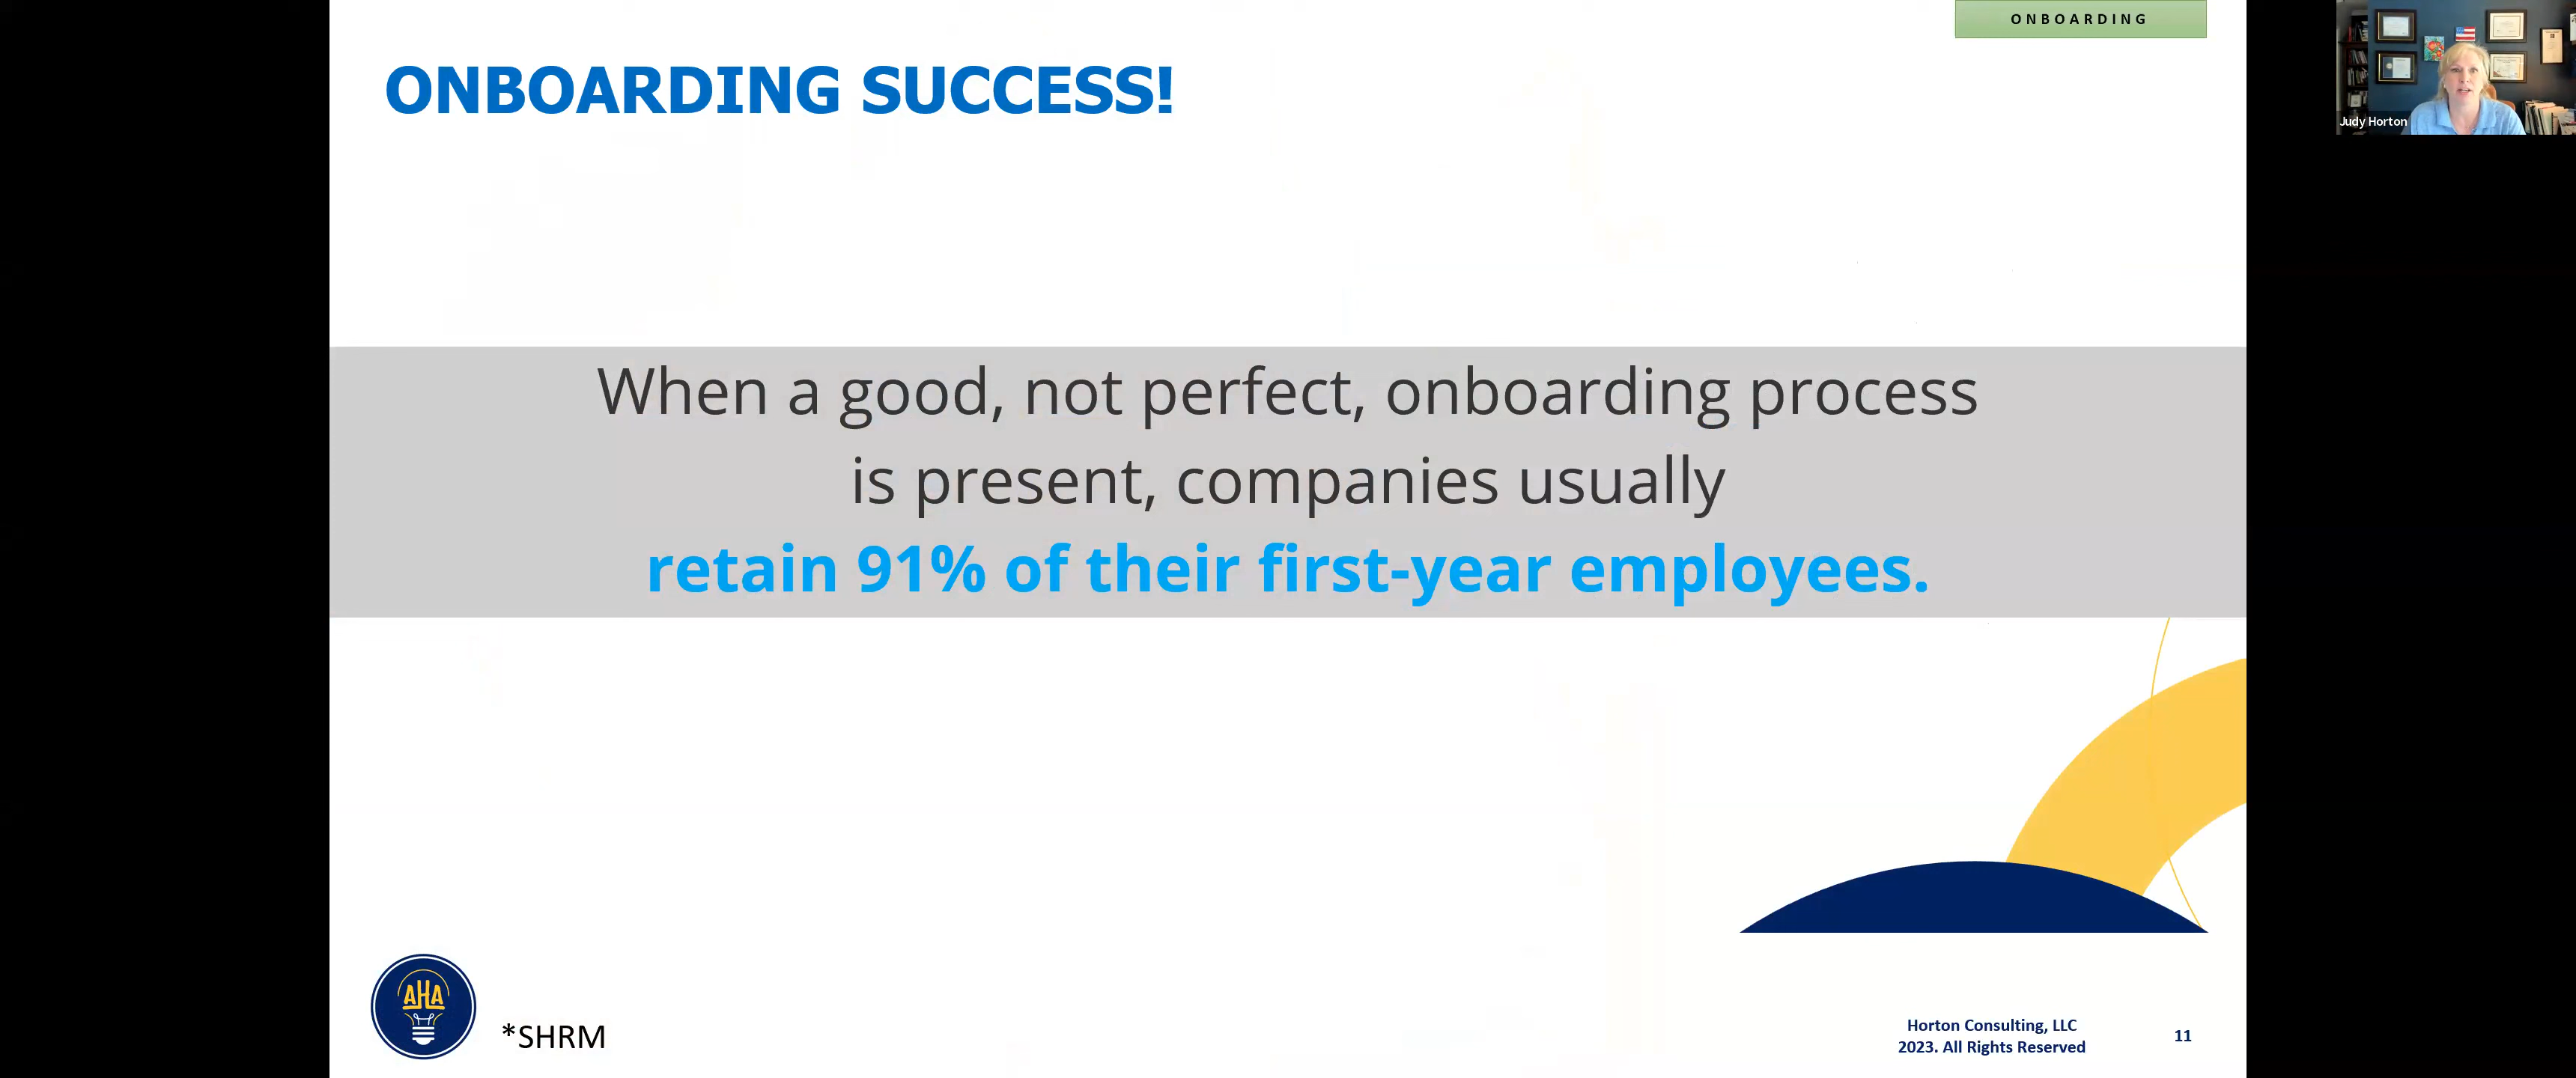 ONBOARDING
ONBOARDING SUCCESS!
Judy Horton
When a good, not perfect, onboarding process
is present, companies usually
retain 91% of their first-year employees.
AHA
*SHRM
Horton Consulting, LLC
2023. All Rights Reserved
11